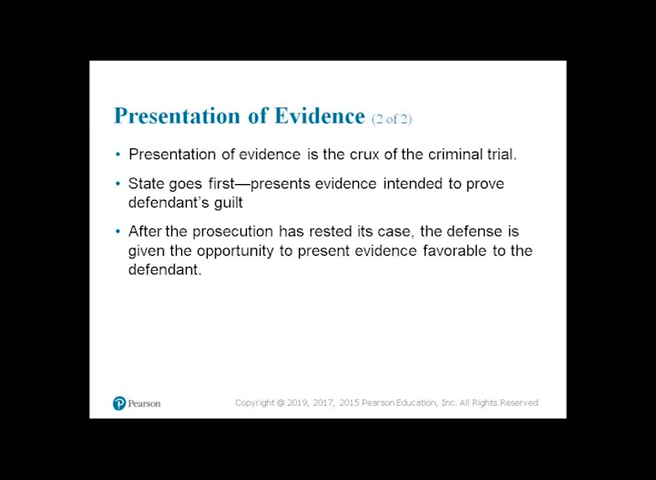 Presentation of Evidence (2 of 2)
• Presentation of evidence is the crux of the criminal trial.
• State goes first—presents evidence intended to prove
defendant's guilt
• After the prosecution has rested its case, the defense is
given the opportunity to present evidence favorable to the
defendant.
Pearson
Copyright @ 2019, 2017, 2015 Pearson Education, Inc. All Rights Reserved